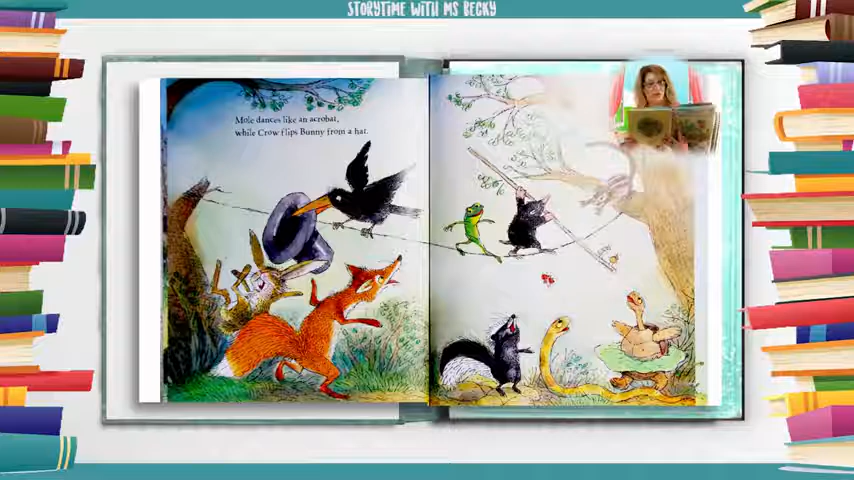 STORYTIME WITH MS BECKY
Mole dances like an acrobat,
while Crow flips Bunny from a hat.